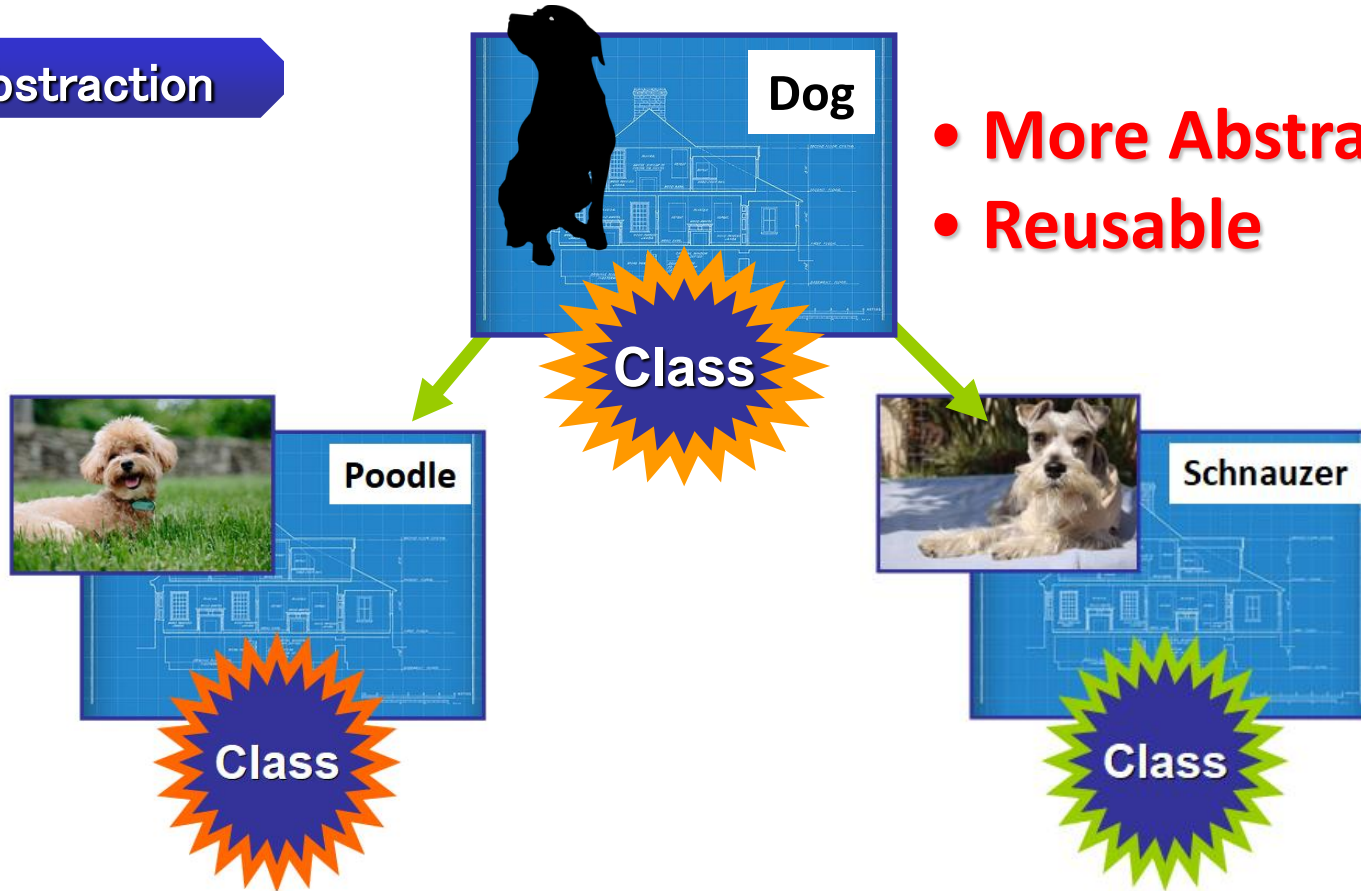 bstraction
Dog
• More Abstra
• Reusable
Class
Poodle
Schnauzer
Class
Class